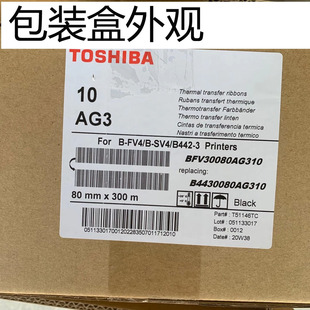 包装盒外观
TOSHIBA
10
AG3
Thermal transfer ribbons
Rubans transfert thermique
Thermotransfer Farbbänder
Thermo transfer linten
Cintas de transferencia termica
Nastri a trasferimento termico
For B-FV4/B-SV4/B442-3 Printers
BFV30080AG310
replacing:
B4430080AG310
80 mm x 300 m
Black
Part#: T51146TC
Lot#: 051133017
Box#: 0012
Date#: 20W38
051133017001202283507011712010